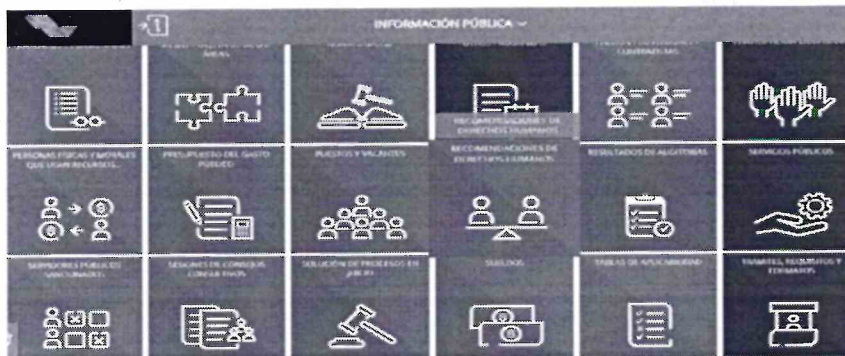 INFORMACIÓN PÚBLICA
ÁREAS
RECOMENDACIONES DE
DERECHOS HUMANOS
PERSONAS FÍSICAS Y MORALES
QUE USAN RECURSOS...
PRESUPUESTO DEL GASTO
PÚBLICO
PUESTOS Y VACANTES
RECOMENDACIONES DE
DERECHOS HUMANOS
RESULTADOS DE AUDITORÍAS
SERVICIOS PÚBLICOS
SERVIDORES PÚBLICOS
SANCIONADOS
SESIONES DE CONSEJOS
CONSULTIVOS
SOLUCIÓN DE PROCESOS EN
JUICIO
SUELDOS
TABLAS DE APLICABILIDAD
TRÁMITES, REQUISITOS Y
FORMATOS